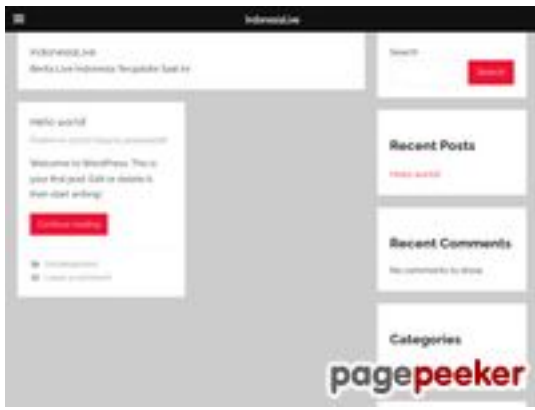 IndonesiaLive
IndonesiaLive
Berita Live Indonesia Terupdate Saat Ini
Hello world!
Welcome to WordPress. This is
your first post. Edit or delete it,
then start writing!
Continue reading
Uncategorized
Leave a comment
Search
Search
Recent Posts
Hello world!
Recent Comments
No comments to show.
Categories
pagepeeker